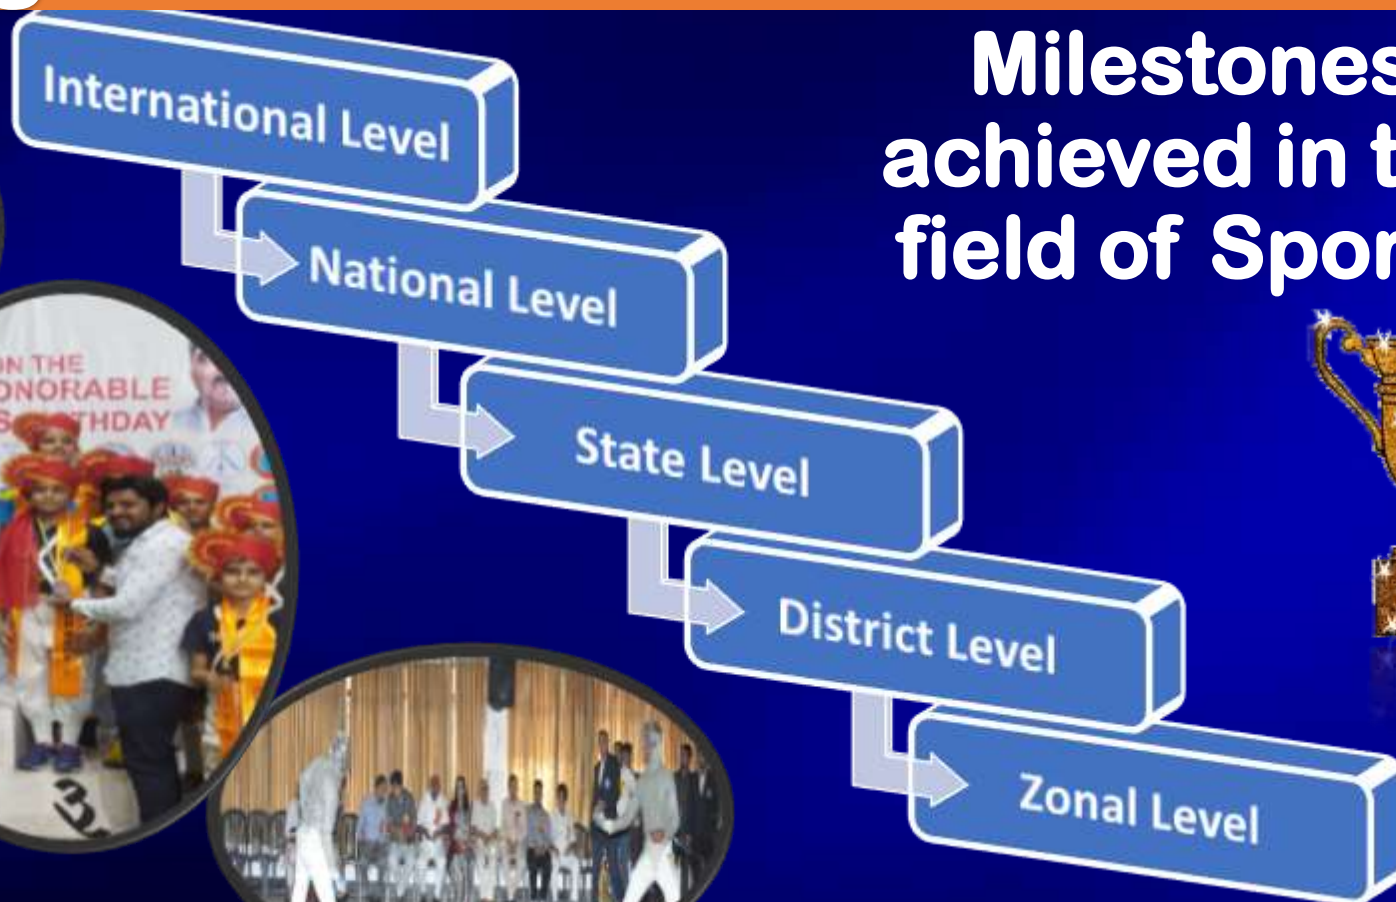 International Level
Milestones
achieved in t
field of Spor
National Level
State Level
District Level
Zonal Level
ON THE
ONORABLE
3